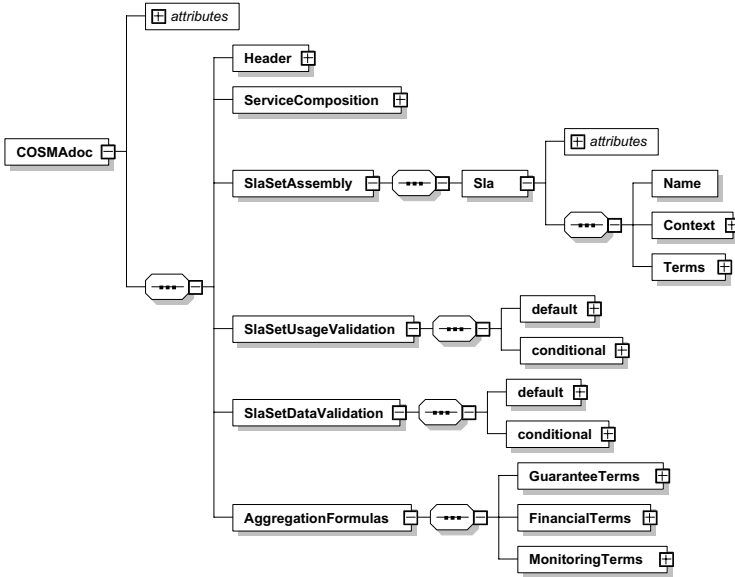 attributes
Header
ServiceComposition
COSMAdoc
attributes
SlaSetAssembly
Sla
Name
Context
Terms
default
SlaSetUsageValidation
conditional
default
SlaSetDataValidation
conditional
GuaranteeTerms
AggregationFormulas
FinancialTerms
MonitoringTerms